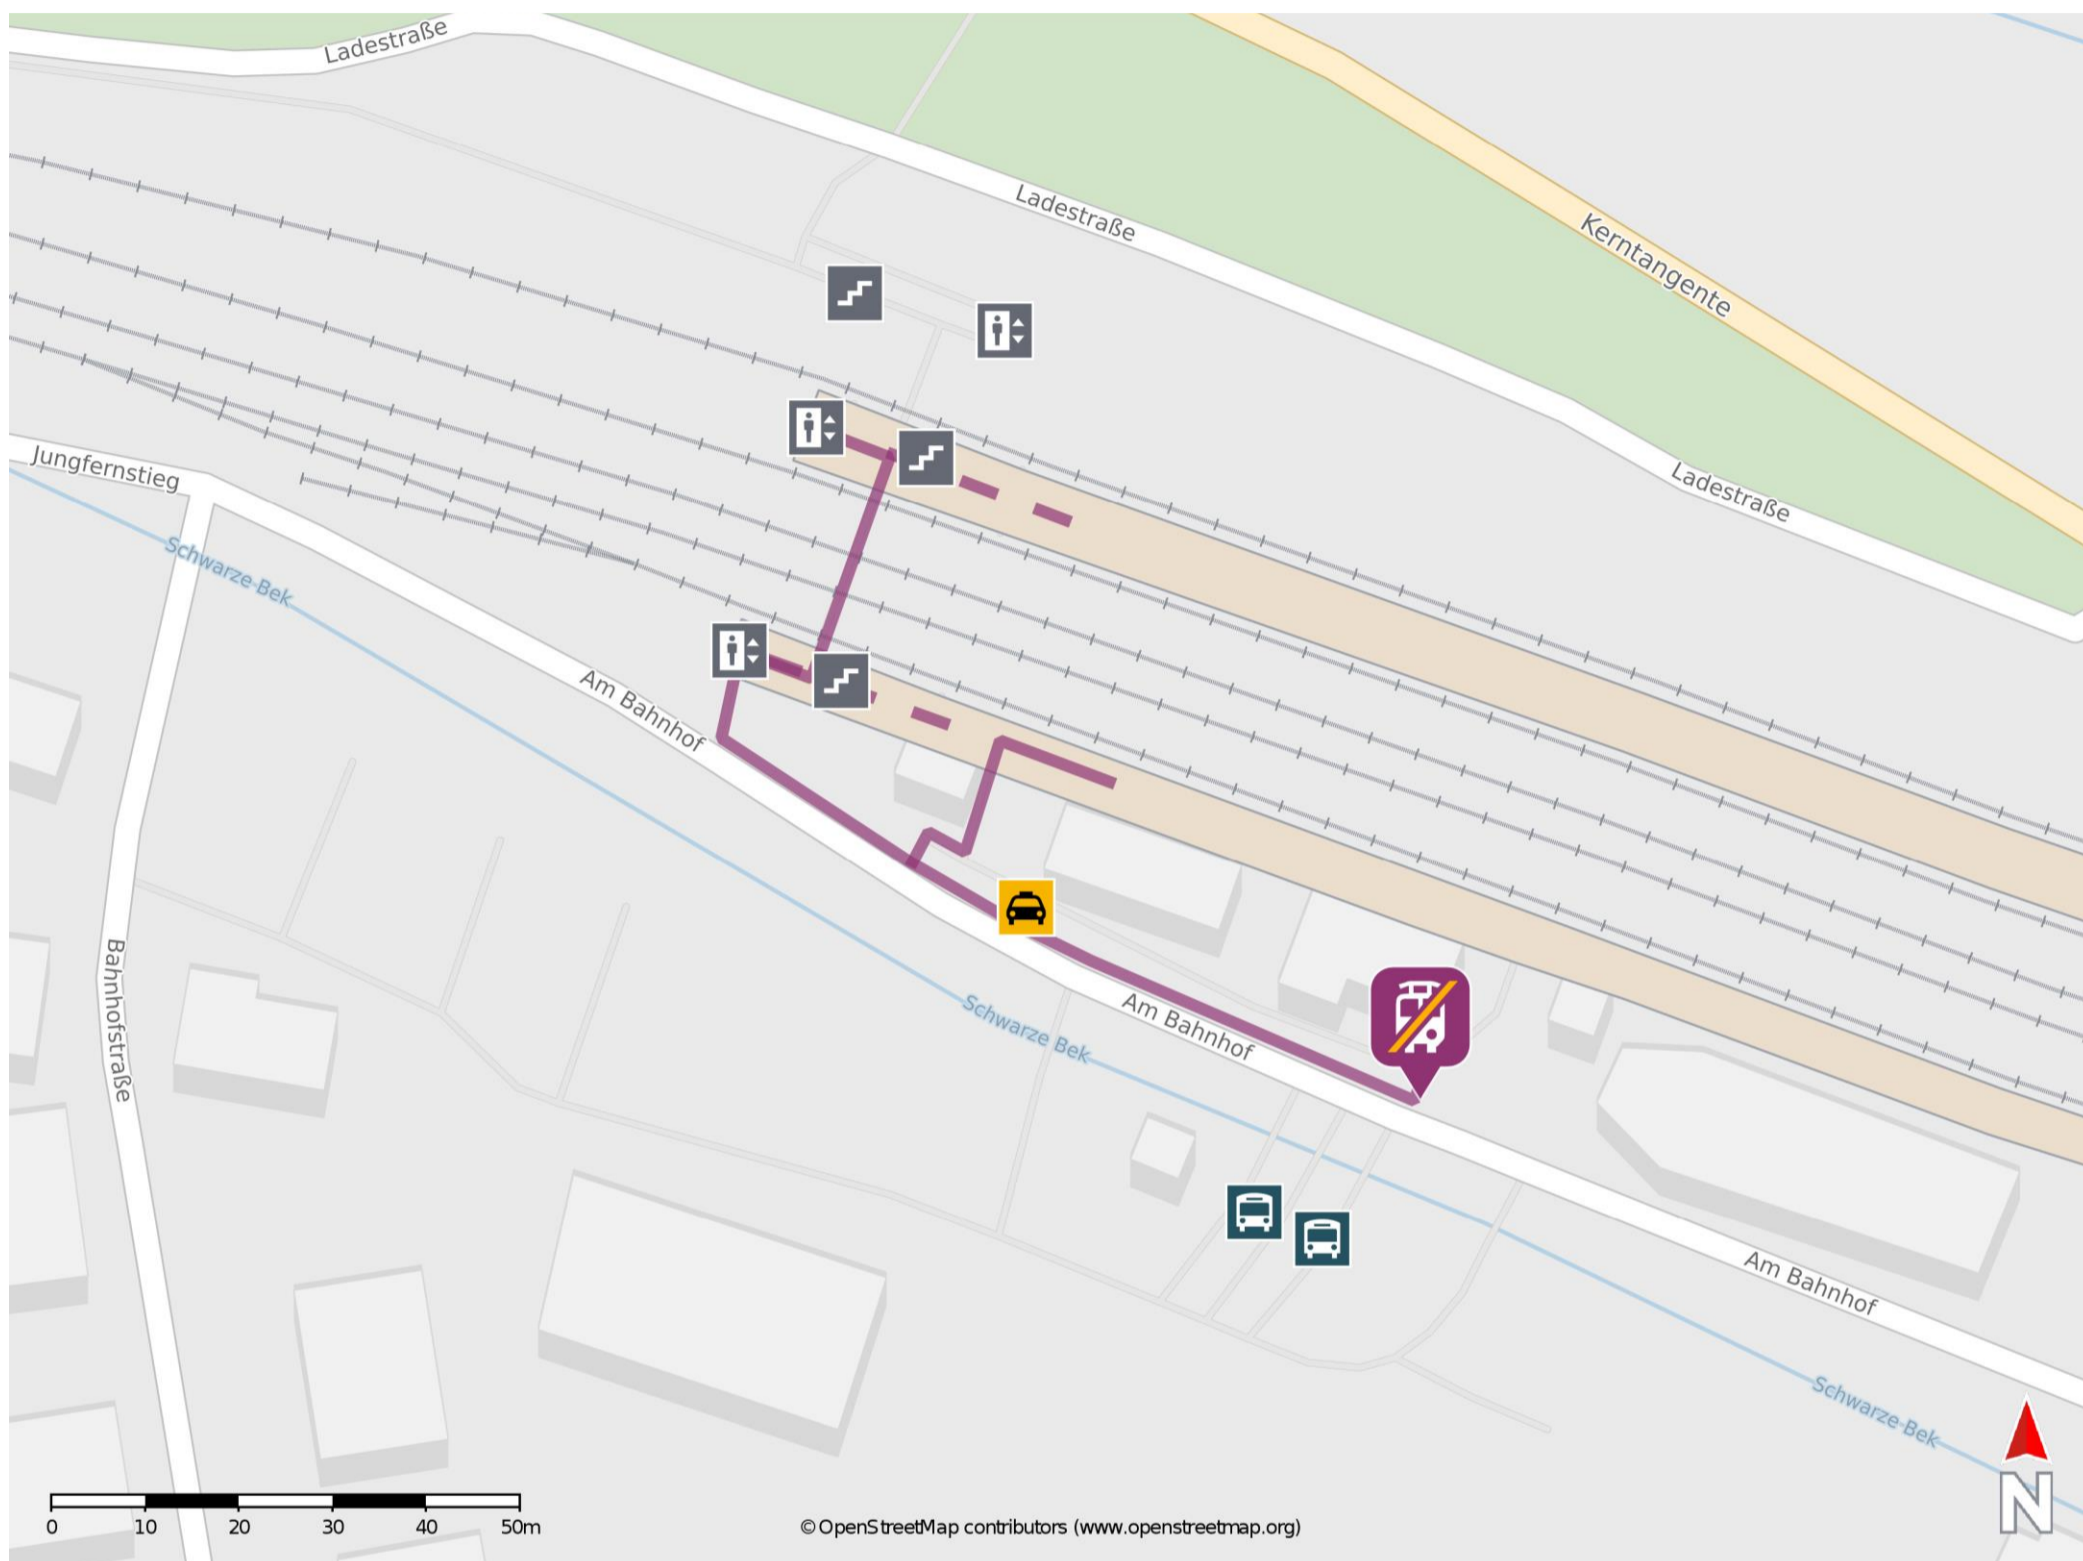 Ladestraße
Ladestraße
Kerntangente
Jungfernstieg
Ladestraße
Schwarze-Bek
Am Bahnhof
Bahnhofstraße
Schwarze Bek
Am Bahnhof
Am Bahnhof
Schwarze-Bek
N
0 10 20 30 40 50m
© OpenStreetMap contributors (www.openstreetmap.org)